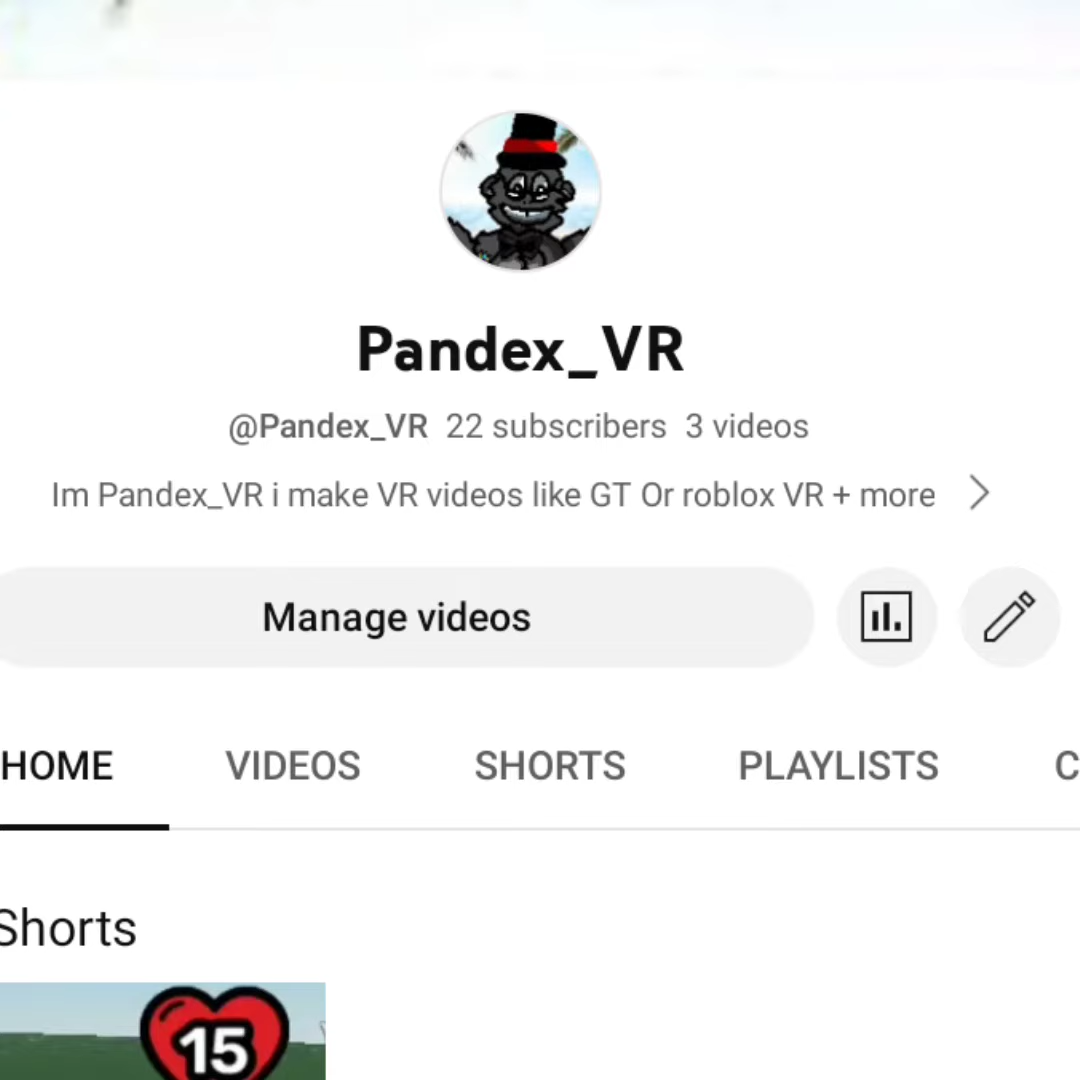 Pandex_VR
@Pandex_VR 22 subscribers 3 videos
Im Pandex_VR i make VR videos like GT Or roblox VR + more
Manage videos
HOME VIDEOS SHORTS PLAYLISTS C
Shorts
15